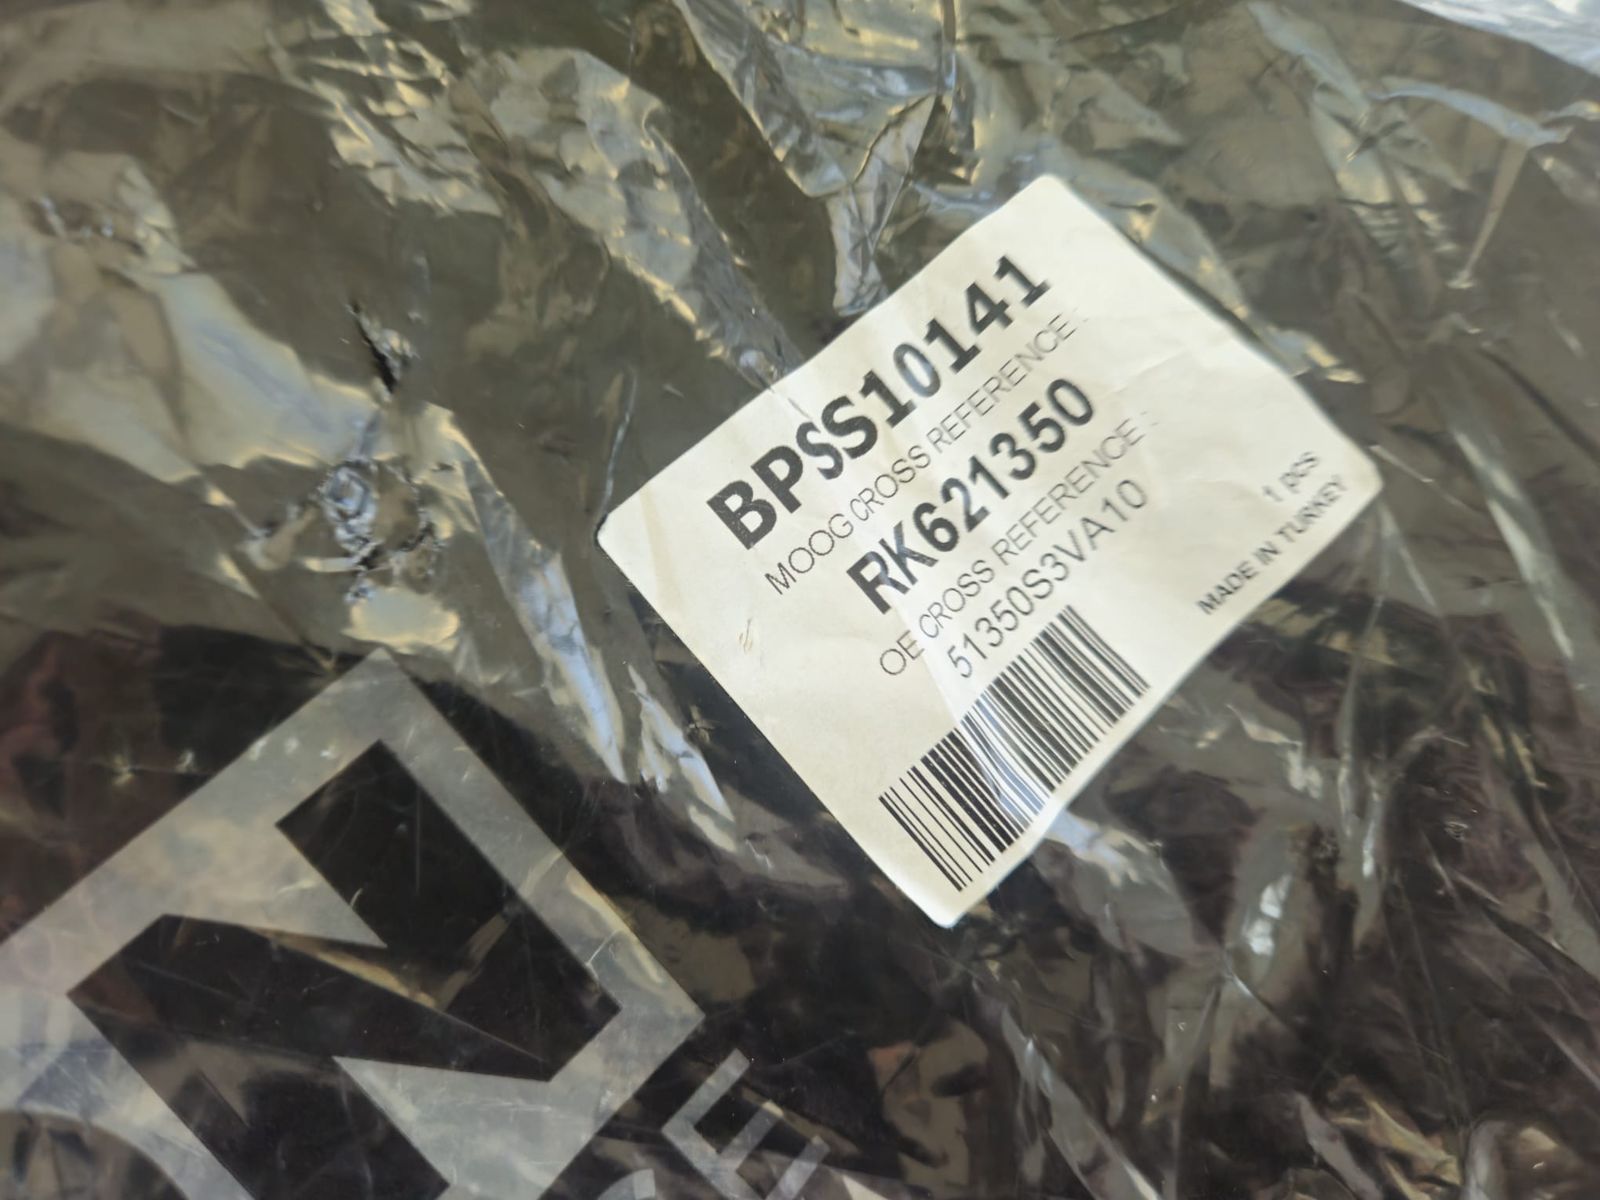 BPSS10141
MOOG CROSS REFERENCE:
RK621350
OE CROSS REFERENCE:
51350S3VA10
1 pcs
MADE IN TURKEY